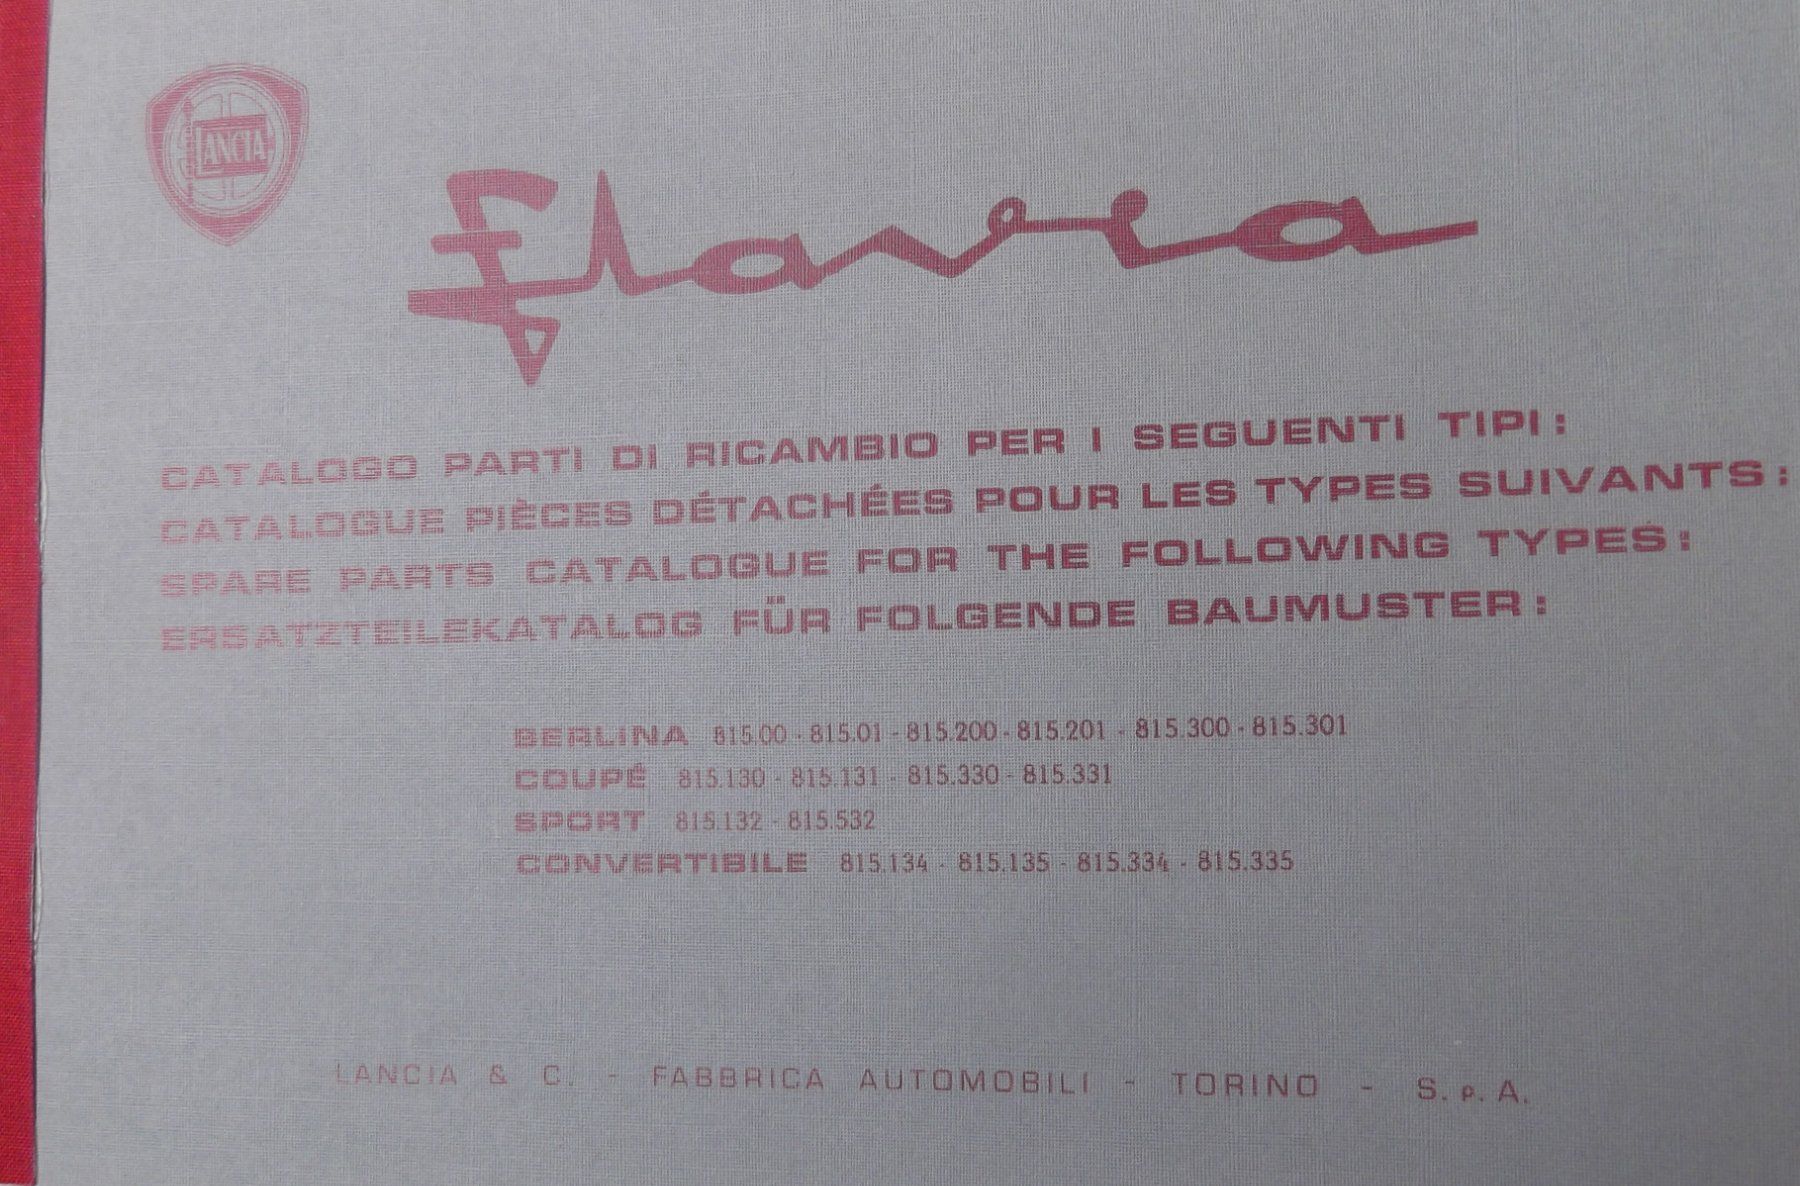 LANCIA
Flavia
CATALOGO PARTI DI RICAMBIO PER I SEGUENTI TIPI:
CATALOGUE PIÈCES DÉTACHÉES POUR LES TYPES SUIVANTS:
SPARE PARTS CATALOGUE FOR THE FOLLOWING TYPES:
ERSATZTEILEKATALOG FÜR FOLGENDE BAUMUSTER:
BERLINA 815.00 - 815.01 - 815.200 - 815.201 - 815.300 - 815.301
COUPÉ 815.130 - 815.131 - 815.330 - 815.331
SPORT 815.132 - 815.532
CONVERTIBILE 815.134 - 815.135 - 815.334 - 815.335
LANCIA & C. - FABBRICA AUTOMOBILI - TORINO - S.p.A.